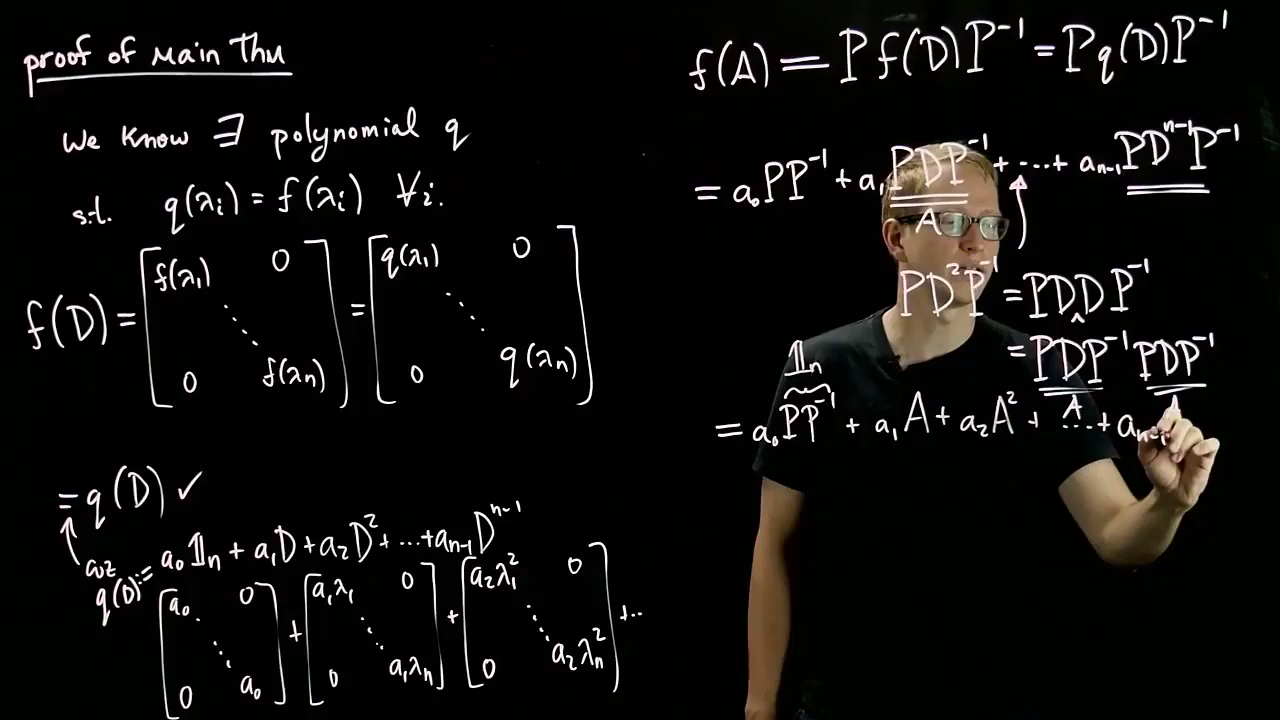 proof of Main Thm
We know ∃ polynomial q
s.t. q(λᵢ) = f(λᵢ) ∀i.
f(D) = [f(λ₁) 0 ⋱ 0 f(λₙ)] = [q(λ₁) 0 ⋱ 0 q(λₙ)]
= q(D) ✓
coz
q(D) := a₀𝟙ₙ + a₁D + a₂D² + ... + aₙ₋₁Dⁿ⁻¹
[a₀ 0 ⋱ 0 a₀] + [a₁λ₁ 0 ⋱ 0 a₁λₙ] + [a₂λ₁² 0 ⋱ 0 a₂λₙ²] + ..
f(A) = P f(D) P⁻¹ = P q(D) P⁻¹
= a₀PP⁻¹ + a₁PDP⁻¹ + ... + aₙ₋₁PDⁿ⁻¹P⁻¹
A
PD²P⁻¹ = PDDP⁻¹
= PDP⁻¹ PDP⁻¹
A A
𝟙ₙ
= a₀PP⁻¹ + a₁A + a₂A² + ... + aₙ₋₁